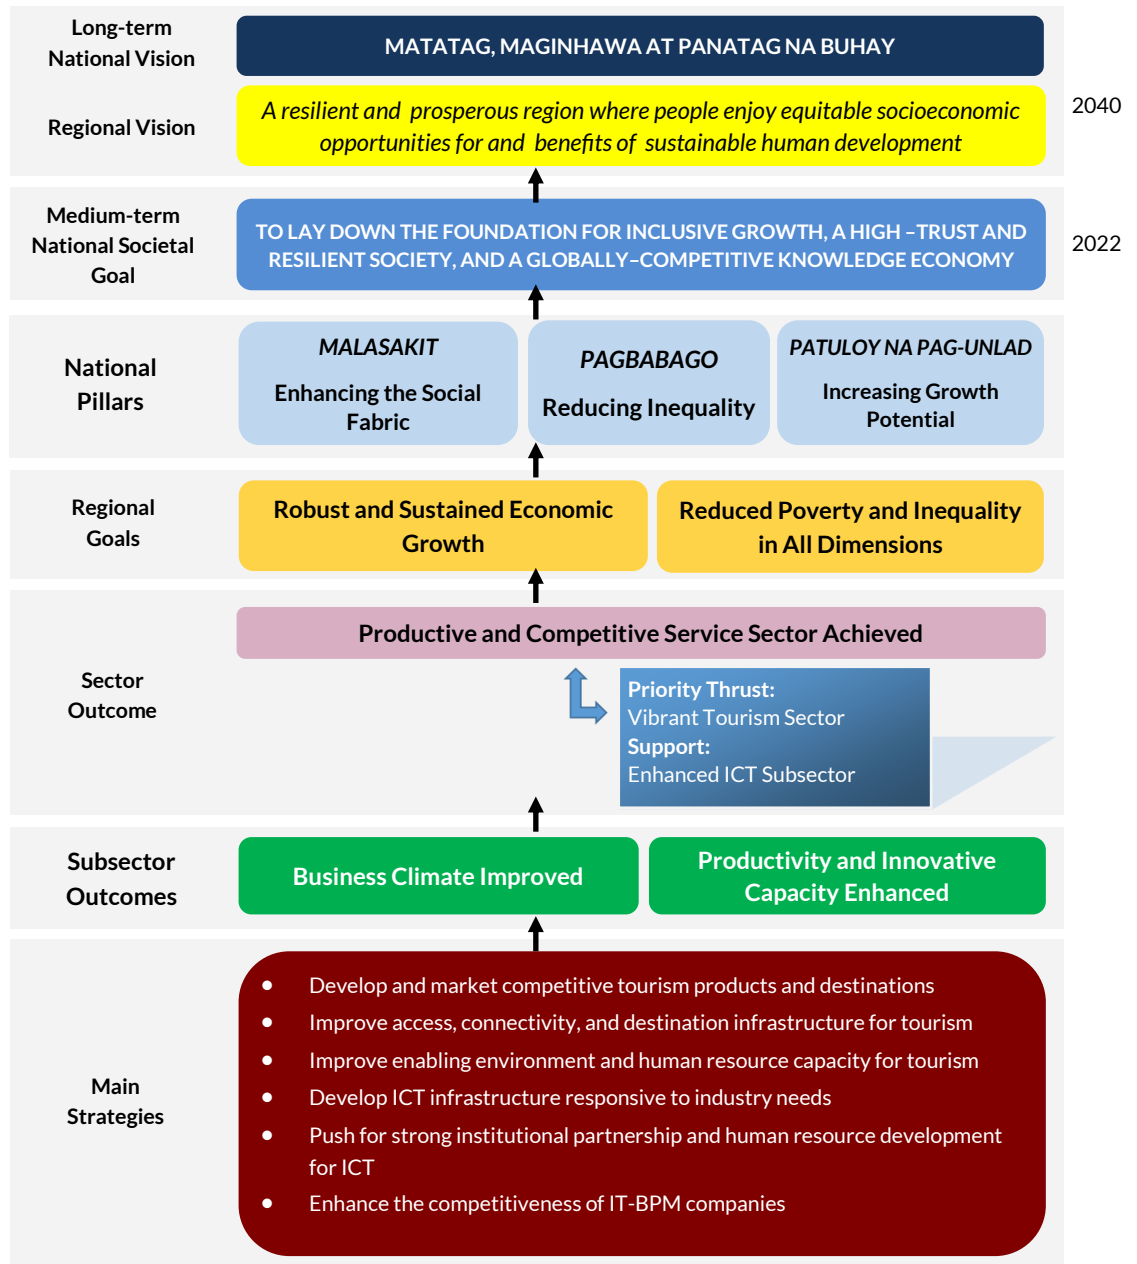 Long-term
National Vision
MATATAG, MAGINHAWA AT PANATAG NA BUHAY
Regional Vision
A resilient and prosperous region where people enjoy equitable socioeconomic
opportunities for and benefits of sustainable human development
2040
Medium-term
National Societal
Goal
TO LAY DOWN THE FOUNDATION FOR INCLUSIVE GROWTH, A HIGH –TRUST AND
RESILIENT SOCIETY, AND A GLOBALLY–COMPETITIVE KNOWLEDGE ECONOMY
2022
National
Pillars
MALASAKIT
Enhancing the Social
Fabric
PAGBABAGO
Reducing Inequality
PATULOY NA PAG-UNLAD
Increasing Growth
Potential
Regional
Goals
Robust and Sustained Economic
Growth
Reduced Poverty and Inequality
in All Dimensions
Sector
Outcome
Productive and Competitive Service Sector Achieved
Priority Thrust:
Vibrant Tourism Sector
Support:
Enhanced ICT Subsector
Subsector
Outcomes
Business Climate Improved
Productivity and Innovative
Capacity Enhanced
Main
Strategies
• Develop and market competitive tourism products and destinations
• Improve access, connectivity, and destination infrastructure for tourism
• Improve enabling environment and human resource capacity for tourism
• Develop ICT infrastructure responsive to industry needs
• Push for strong institutional partnership and human resource development
for ICT
• Enhance the competitiveness of IT-BPM companies